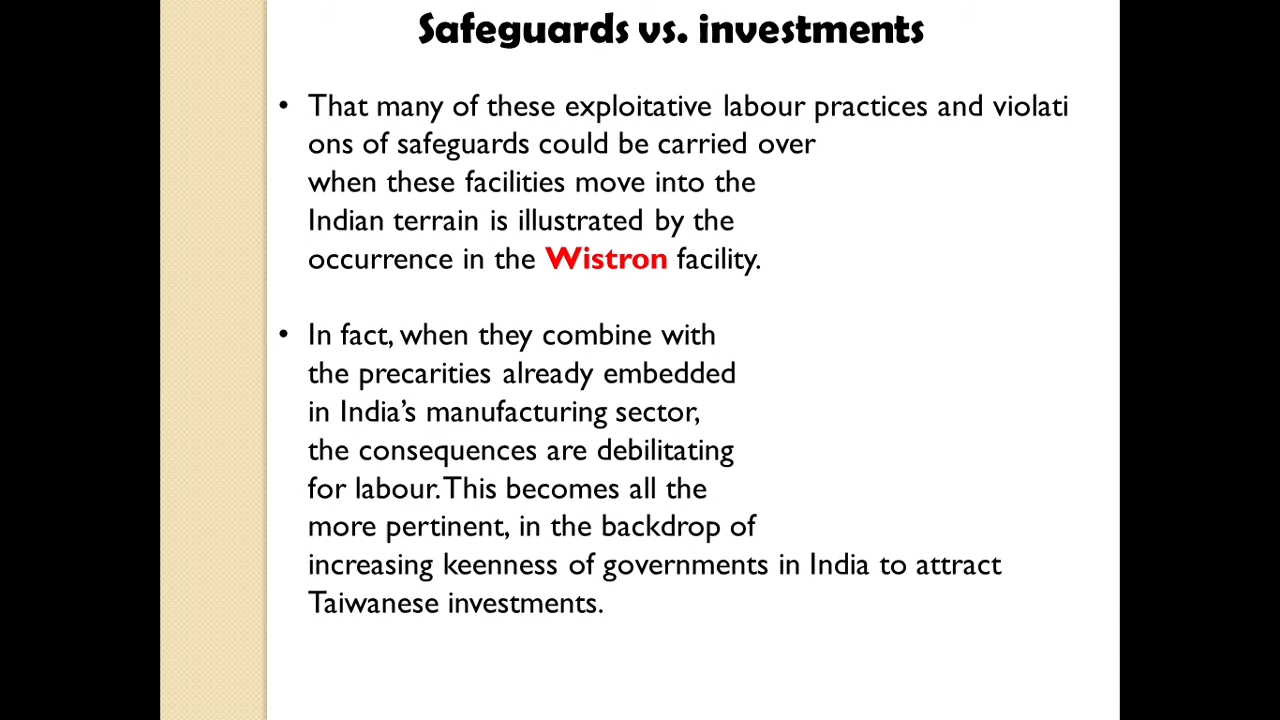 Safeguards vs. investments
• That many of these exploitative labour practices and violati
ons of safeguards could be carried over
when these facilities move into the
Indian terrain is illustrated by the
occurrence in the Wistron facility.
• In fact, when they combine with
the precarities already embedded
in India’s manufacturing sector,
the consequences are debilitating
for labour. This becomes all the
more pertinent, in the backdrop of
increasing keenness of governments in India to attract
Taiwanese investments.